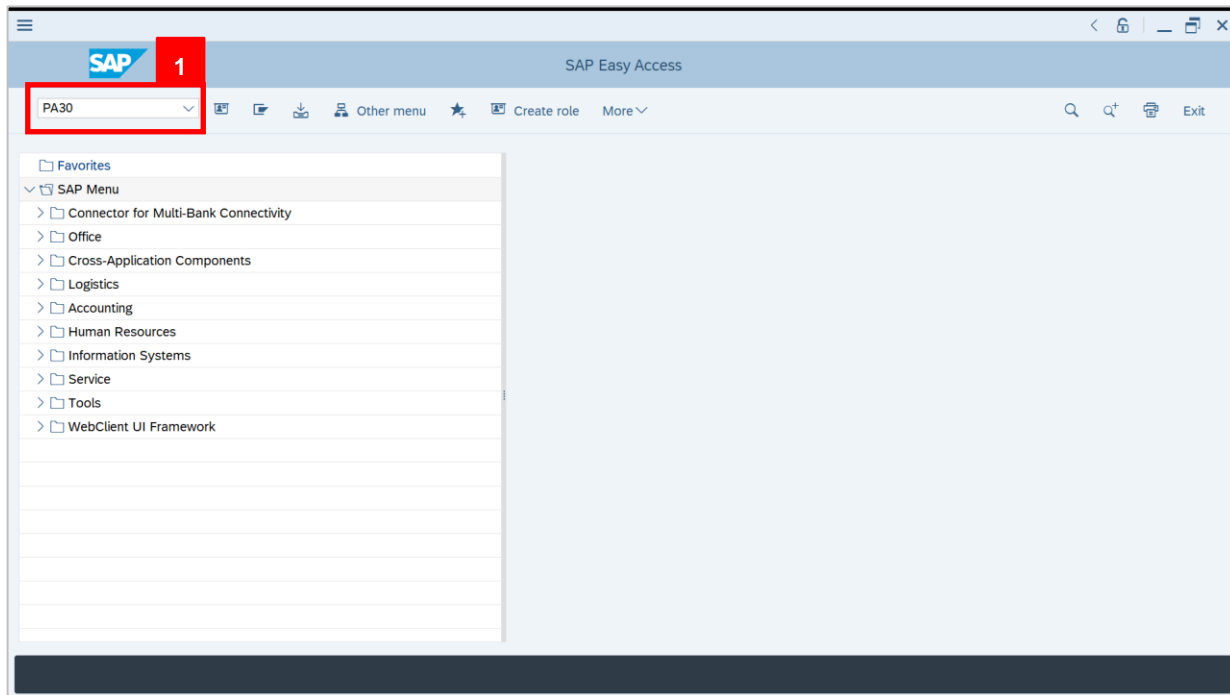 SAP
1
SAP Easy Access
PA30
Other menu
Create role
More
Exit
Favorites
SAP Menu
Connector for Multi-Bank Connectivity
Office
Cross-Application Components
Logistics
Accounting
Human Resources
Information Systems
Service
Tools
WebClient UI Framework